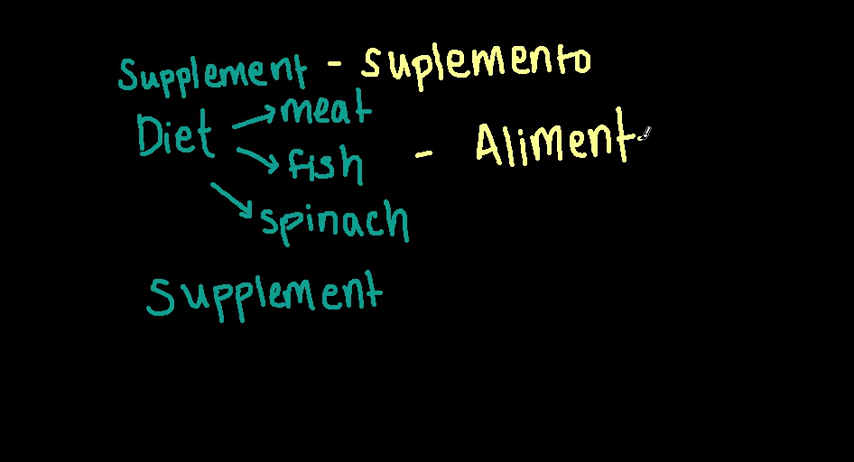 Supplement - suplemento
Diet → meat
→ fish - Aliment
→ spinach
Supplement